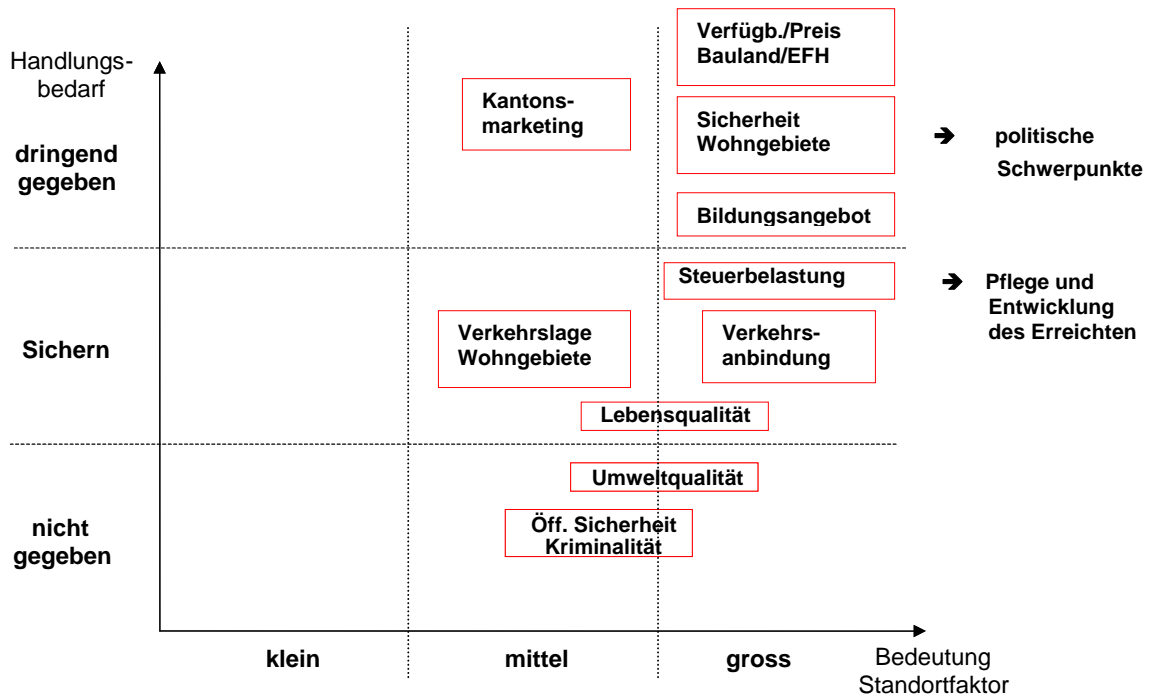 Handlungs-
bedarf
dringend
gegeben
Sichern
nicht
gegeben
Verfügb./Preis
Bauland/EFH
Kantons-
marketing
Sicherheit
Wohngebiete
Bildungsangebot
➔ politische
Schwerpunkte
Steuerbelastung
➔ Pflege und
Entwicklung
des Erreichten
Verkehrslage
Wohngebiete
Verkehrs-
anbindung
Lebensqualität
Umweltqualität
Öff. Sicherheit
Kriminalität
klein
mittel
gross
Bedeutung
Standortfaktor